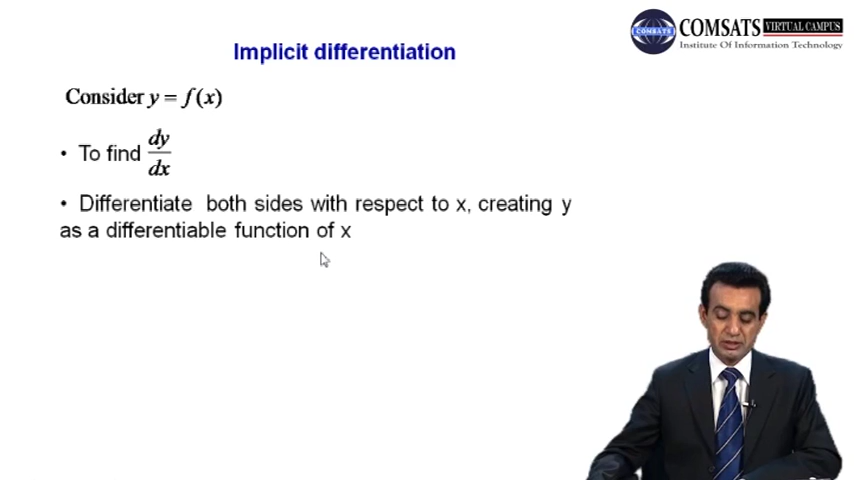 COMSATS
COMSATS VIRTUAL CAMPUS
Institute Of Information Technology
Implicit differentiation
Consider y = f(x)
• To find dy/dx
• Differentiate both sides with respect to x, creating y
as a differentiable function of x